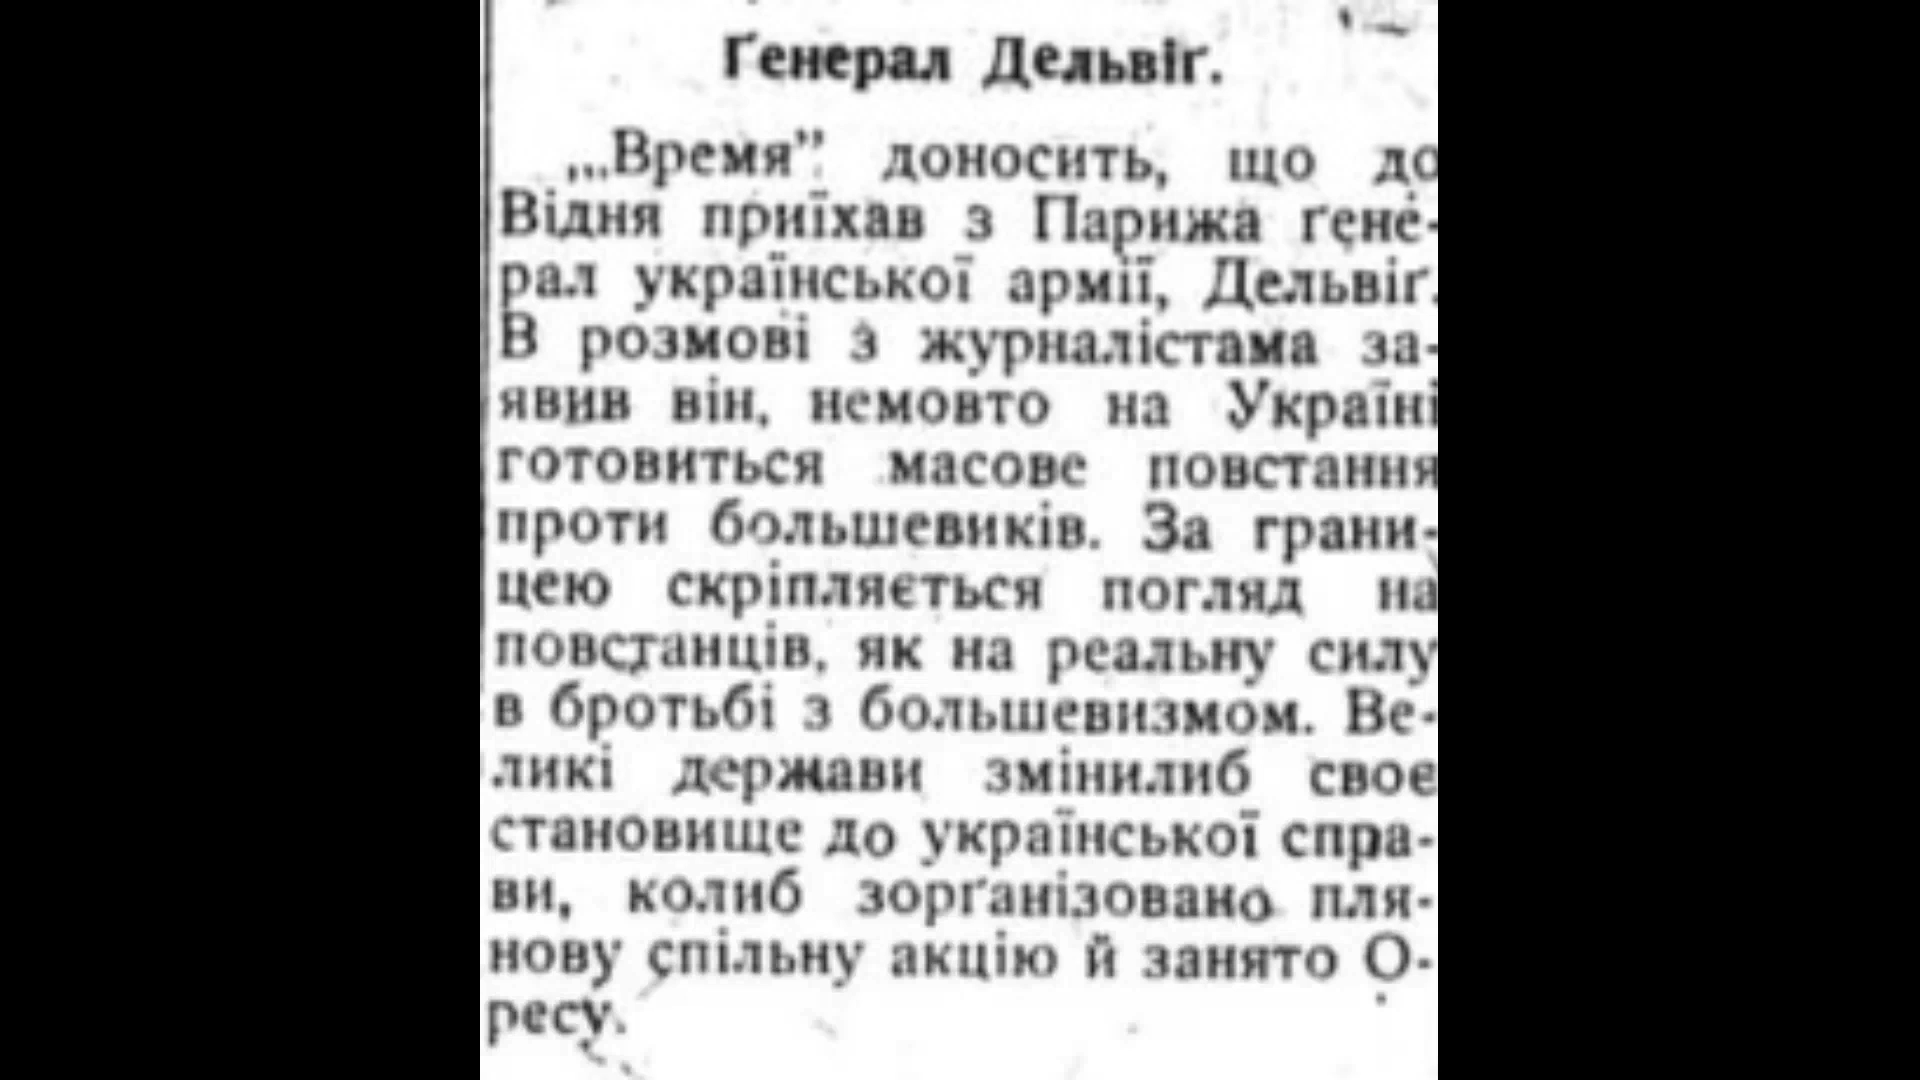 Ґенерал Дельвіґ.
„Время” доносить, що до
Відня приїхав з Парижа ґене-
рал української армії, Дельвіґ.
В розмові з журналістама за-
явив він, немовто на Україні
готовиться масове повстання
проти большевиків. За грани-
цею скріпляється погляд на
повстанців, як на реальну силу
в бротьбі з большевизмом. Ве-
ликі держави змінилиб своє
становище до української спра-
ви, колиб зорґанізовано пля-
нову спільну акцію й занято О-
ресу.